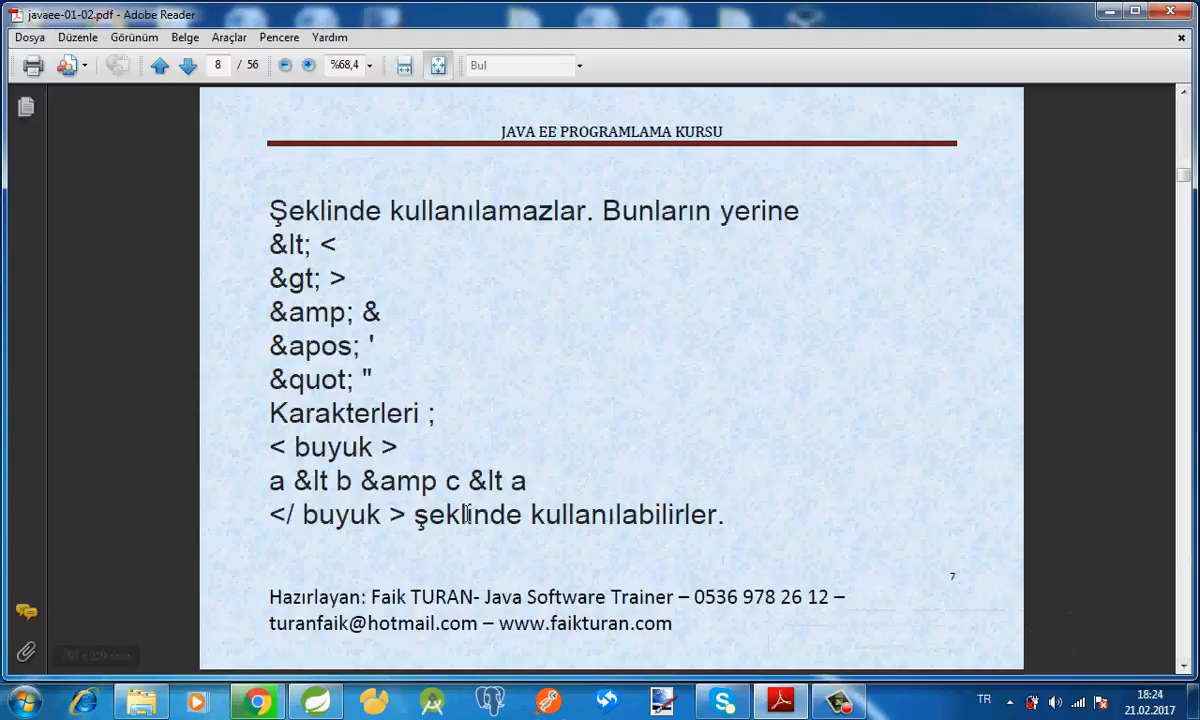 javaee-01-02.pdf - Adobe Reader
Dosya Düzenle Görünüm Belge Araçlar Pencere Yardım
8 / 56 %68,4 Bul
JAVA EE PROGRAMLAMA KURSU
Şeklinde kullanılamazlar. Bunların yerine
&lt; <
&gt; >
&amp; &
&apos; '
&quot; "
Karakterleri ;
< buyuk >
a &lt b &amp c &lt a
</ buyuk > şeklinde kullanılabilirler.
7
Hazırlayan: Faik TURAN- Java Software Trainer – 0536 978 26 12 –
turanfaik@hotmail.com – www.faikturan.com
TR
18:24
21.02.2017